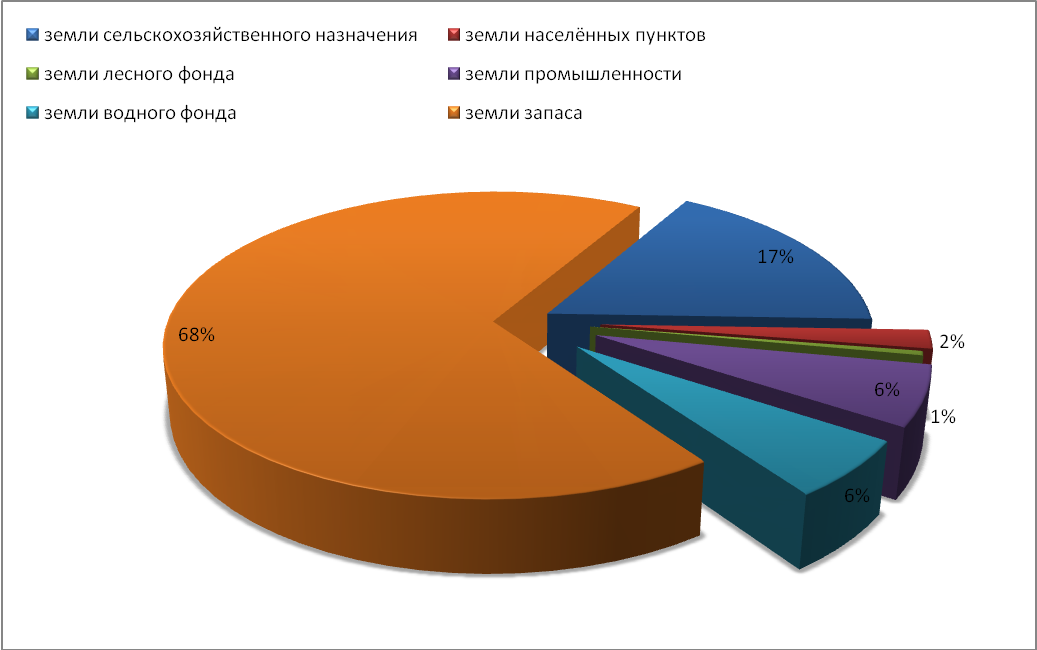 земли сельскохозяйственного назначения
земли населённых пунктов
земли лесного фонда
земли промышленности
земли водного фонда
земли запаса
17%
68%
2%
6%
1%
6%